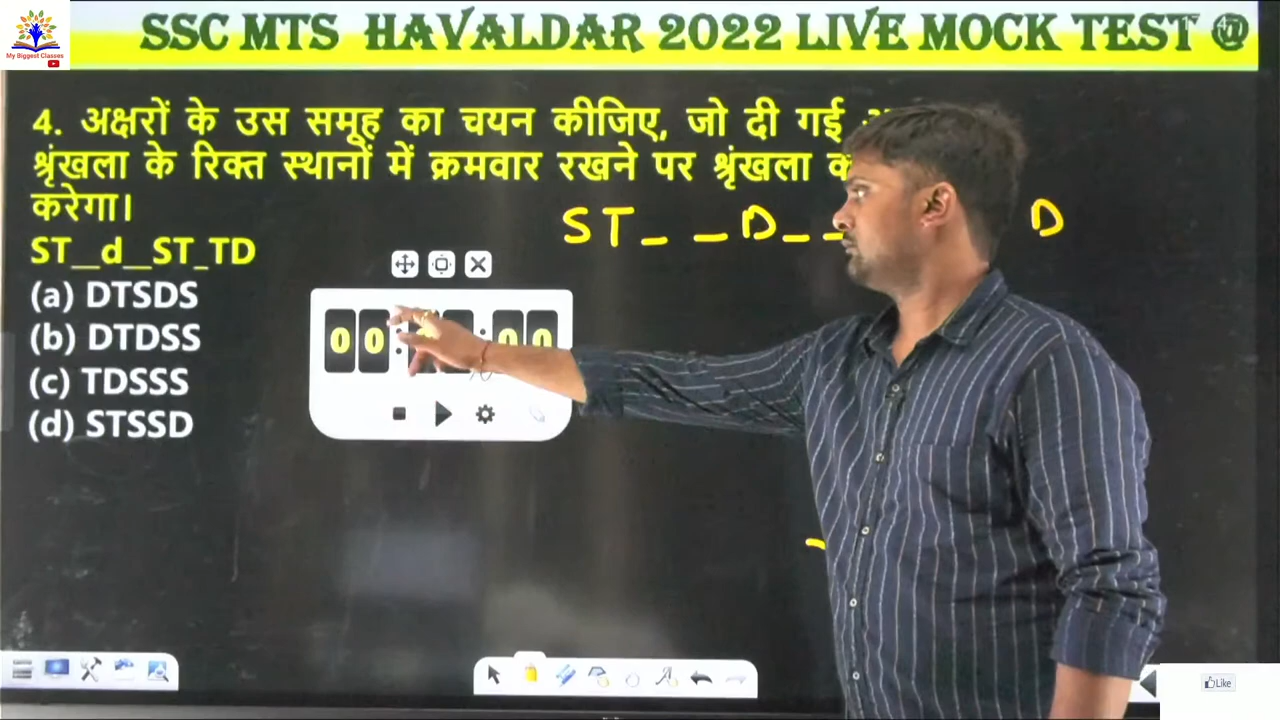 My Biggest Classes
SSC MTS HAVALDAR 2022 LIVE MOCK TEST @
4. अक्षरों के उस समूह का चयन कीजिए, जो दी गई
श्रृंखला के रिक्त स्थानों में क्रमवार रखने पर श्रृंखला
करेगा।
ST__d__ST_TD
(a) DTSDS
(b) DTDSS
(c) TDSSS
(d) STSSD
ST_ _D_ _ D
00
Like